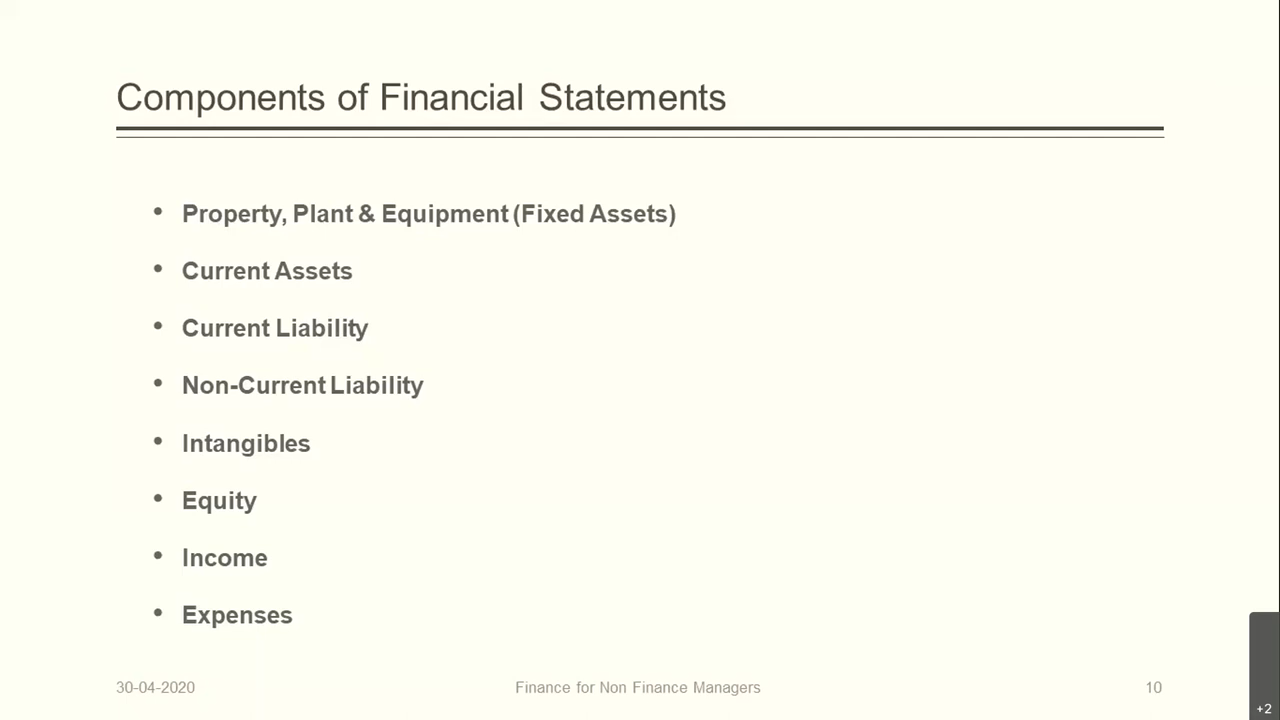 Components of Financial Statements
• Property, Plant & Equipment (Fixed Assets)
• Current Assets
• Current Liability
• Non-Current Liability
• Intangibles
• Equity
• Income
• Expenses
30-04-2020 Finance for Non Finance Managers 10
+2